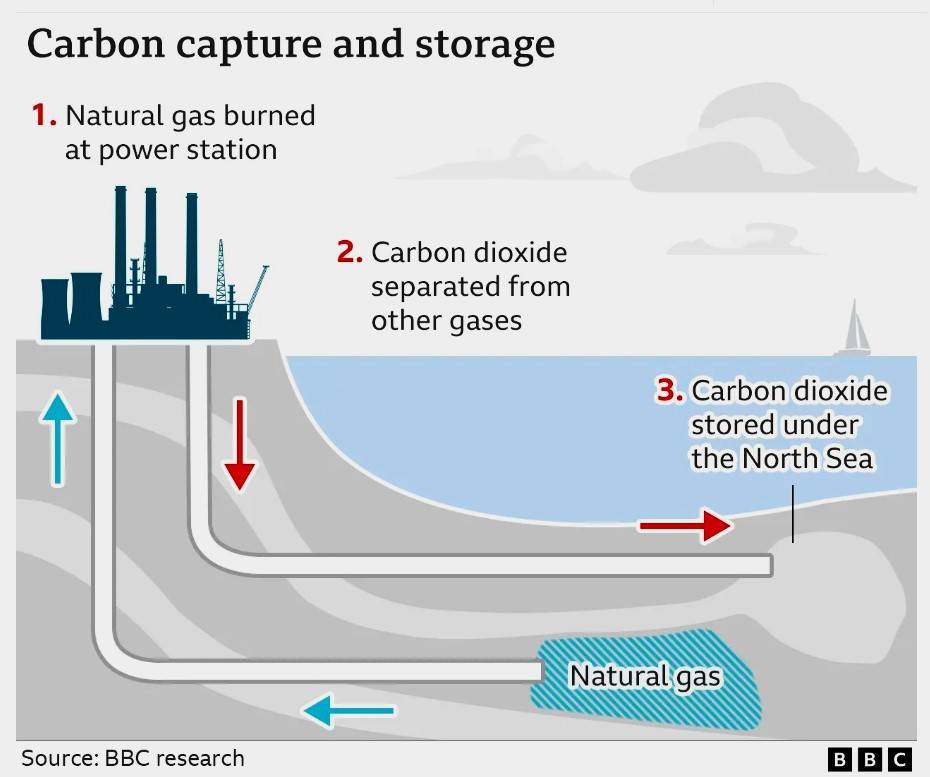 Carbon capture and storage
1. Natural gas burned
at power station
2. Carbon dioxide
separated from
other gases
3. Carbon dioxide
stored under
the North Sea
Natural gas
Source: BBC research
BBC